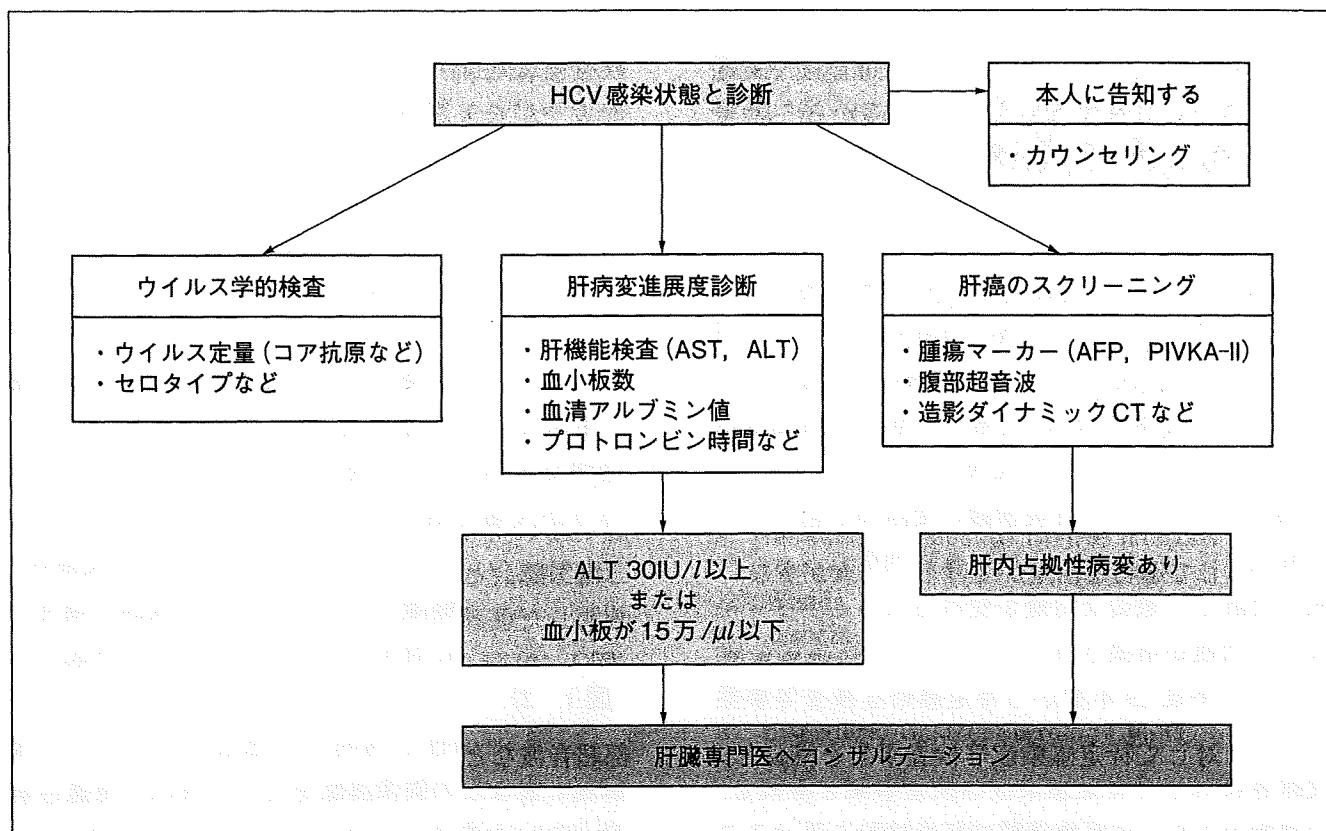 HCV感染状態と診断
本人に告知する
・カウンセリング
ウイルス学的検査
・ウイルス定量(コア抗原など)
・セロタイプなど
肝病変進展度診断
・肝機能検査(AST, ALT)
・血小板数
・血清アルブミン値
・プロトロンビン時間など
肝癌のスクリーニング
・腫瘍マーカー(AFP, PIVKA-II)
・腹部超音波
・造影ダイナミックCTなど
ALT 30IU/l以上
または
血小板が15万/μl以下
肝内占拠性病変あり
肝臓専門医へコンサルテーション